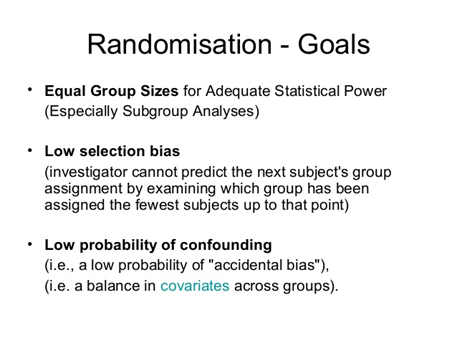 Randomisation - Goals
• Equal Group Sizes for Adequate Statistical Power
(Especially Subgroup Analyses)
• Low selection bias
(investigator cannot predict the next subject's group
assignment by examining which group has been
assigned the fewest subjects up to that point)
• Low probability of confounding
(i.e., a low probability of "accidental bias"),
(i.e. a balance in covariates across groups).